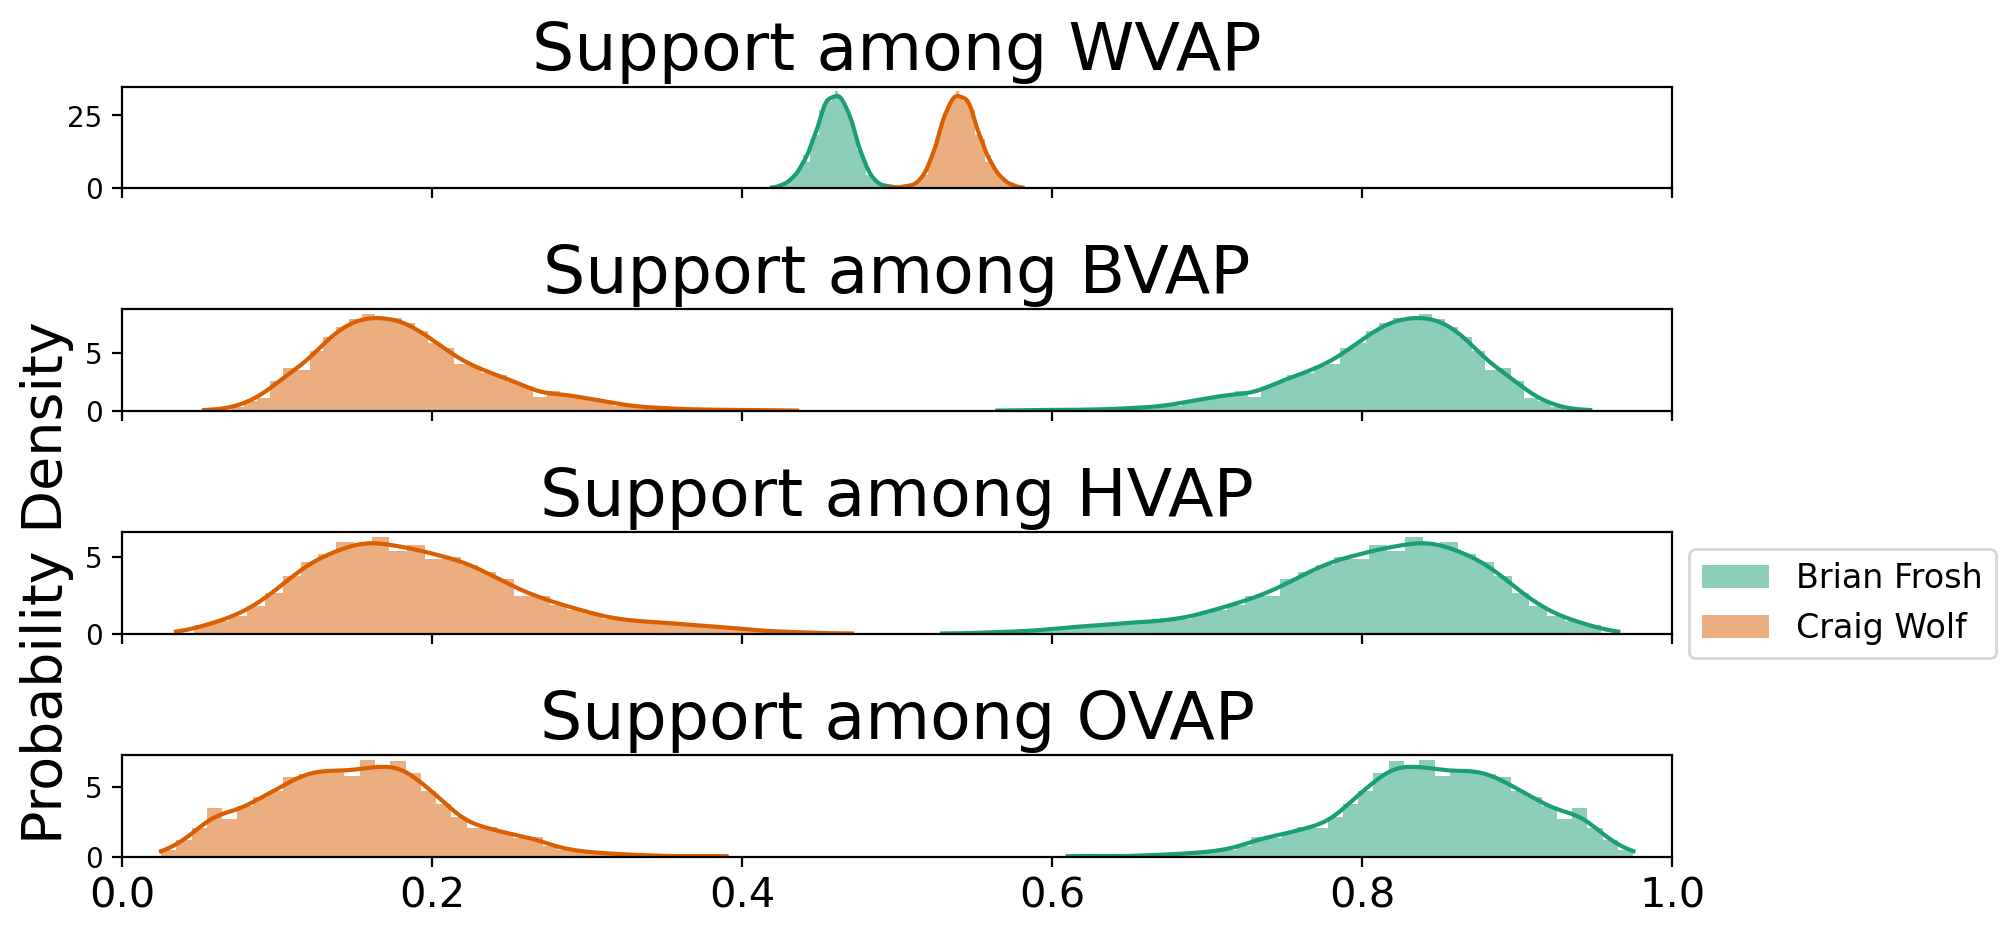 Support among WVAP
25
0
Support among BVAP
5
0
Support among HVAP
5
0
Support among OVAP
5
0
0.0 0.2 0.4 0.6 0.8 1.0
Probability Density
Brian Frosh
Craig Wolf